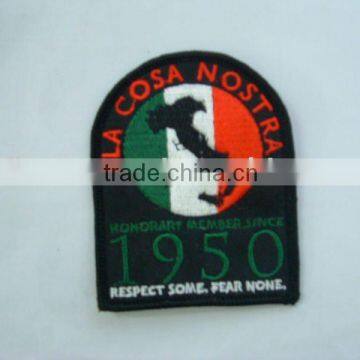 LA COSA NOSTRA
trade.china.cn
HONORARY MEMBER SINCE
1950
RESPECT SOME. FEAR NONE.